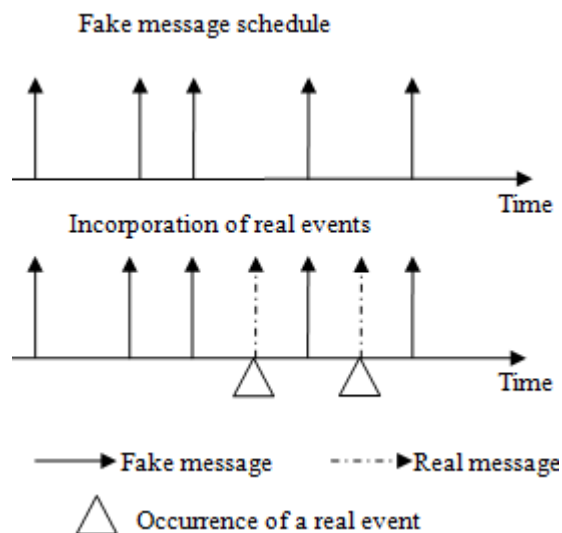 Fake message schedule
Time
Incorporation of real events
Time
Fake message
Real message
Occurrence of a real event